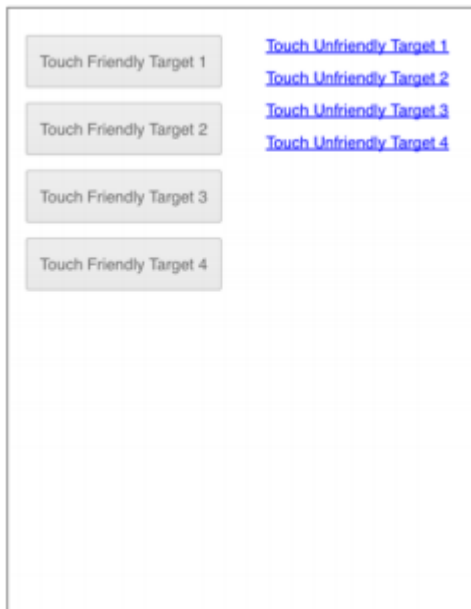 Touch Friendly Target 1
Touch Friendly Target 2
Touch Friendly Target 3
Touch Friendly Target 4
Touch Unfriendly Target 1
Touch Unfriendly Target 2
Touch Unfriendly Target 3
Touch Unfriendly Target 4